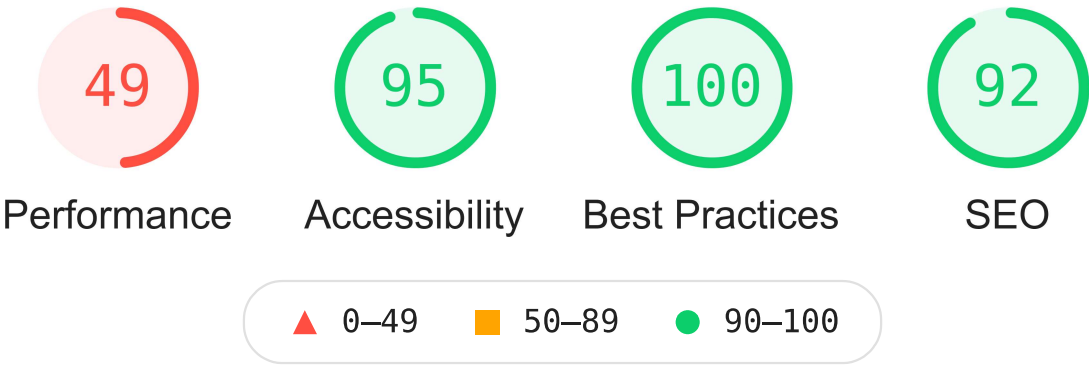 49 95 100 92
Performance Accessibility Best Practices SEO
0–49 50–89 90–100